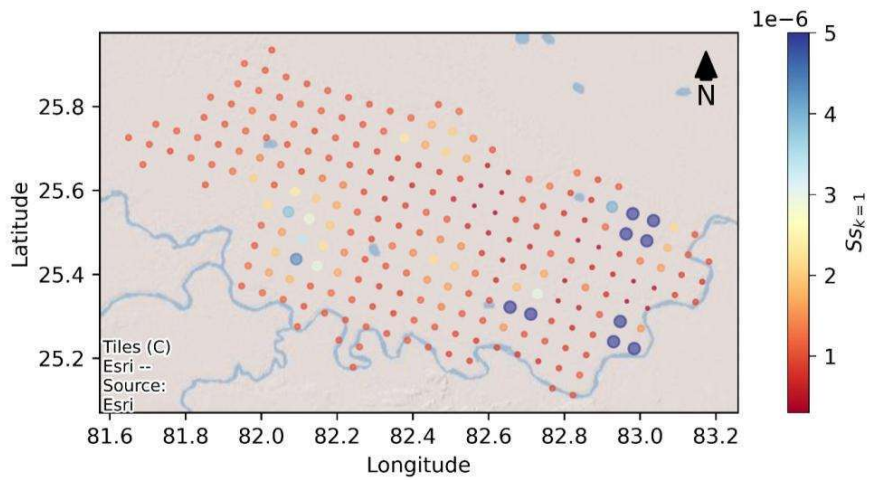 1e-6
5
4
3
2
1
Ss_{k=1}
N
25.8
25.6
25.4
25.2
Latitude
Tiles (C)
Esri --
Source:
Esri
81.6 81.8 82.0 82.2 82.4 82.6 82.8 83.0 83.2
Longitude